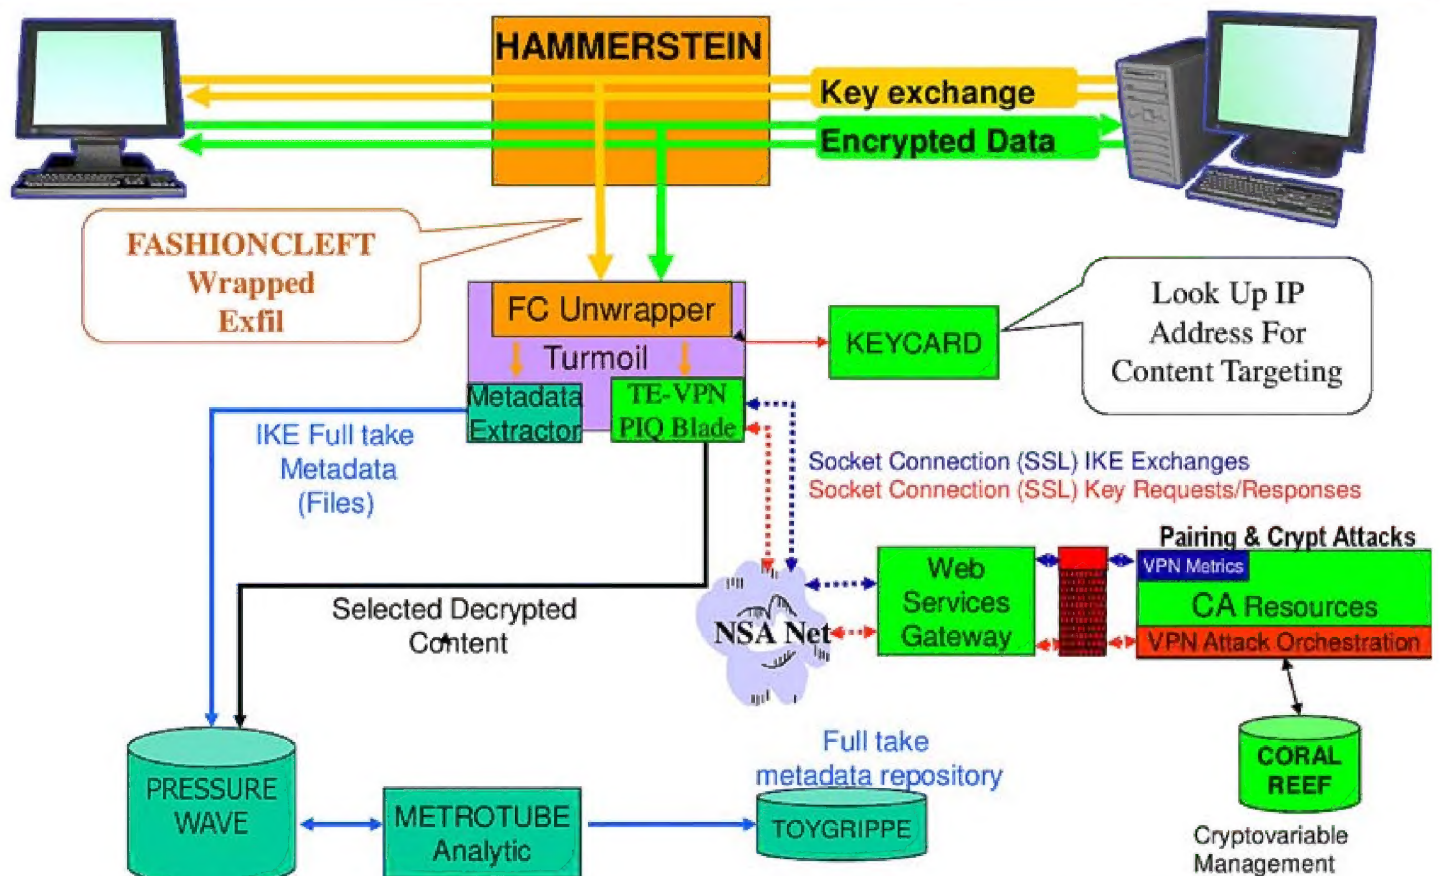 HAMMERSTEIN
Key exchange
Encrypted Data
FASHIONCLEFT
Wrapped
Exfil
FC Unwrapper
Turmoil
Metadata
Extractor
TE-VPN
PIQ Blade
KEYCARD
Look Up IP
Address For
Content Targeting
IKE Full take
Metadata
(Files)
Socket Connection (SSL) IKE Exchanges
Socket Connection (SSL) Key Requests/Responses
Selected Decrypted
Content
NSA Net
Web
Services
Gateway
Pairing & Crypt Attacks
VPN Metrics
CA Resources
VPN Attack Orchestration
CORAL
REEF
Cryptovariable
Management
PRESSURE
WAVE
METROTUBE
Analytic
Full take
metadata repository
TOYGRIPPE